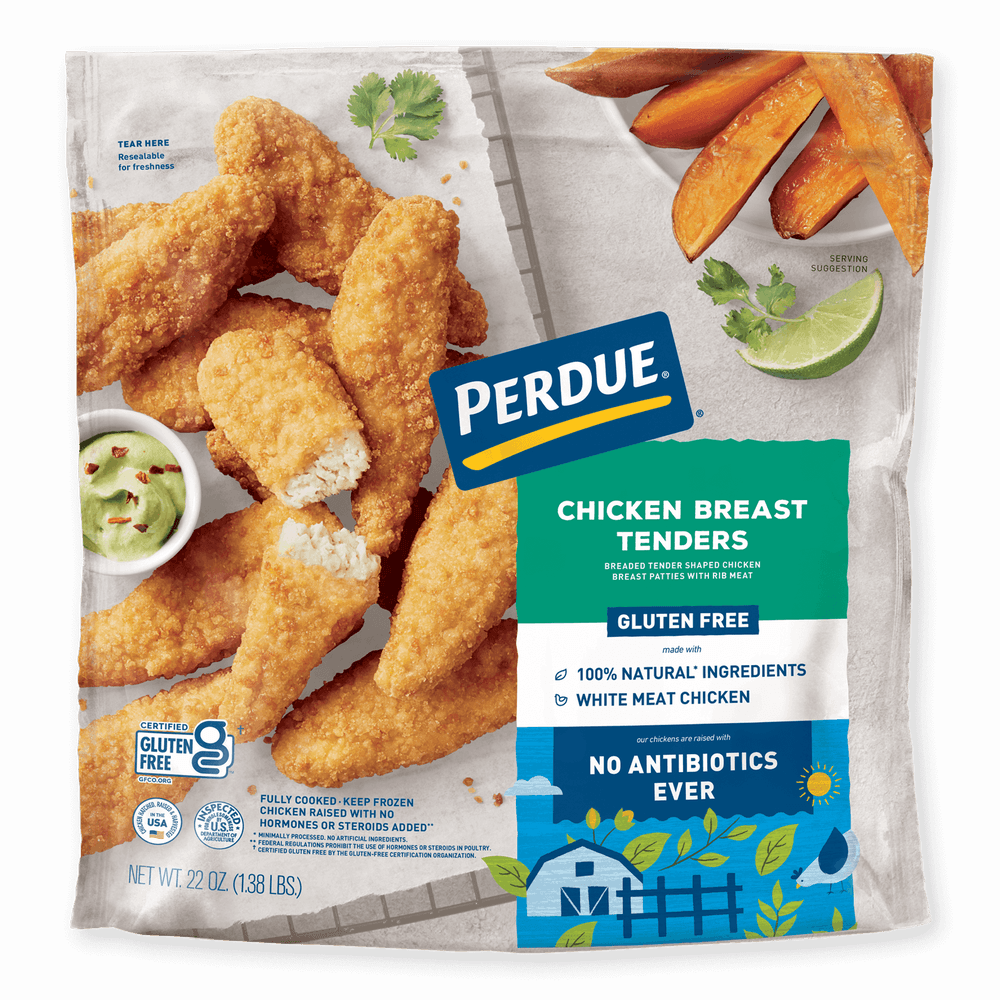 TEAR HERE
Resealable
for freshness
SERVING
SUGGESTION
PERDUE®
®
CHICKEN BREAST
TENDERS
BREADED TENDER SHAPED CHICKEN
BREAST PATTIES WITH RIB MEAT
GLUTEN FREE
made with
100% NATURAL* INGREDIENTS
WHITE MEAT CHICKEN
our chickens are raised with
NO ANTIBIOTICS
EVER
CERTIFIED
GLUTEN
FREE
†
GFCO.ORG
CHICKEN HATCHED, RAISED & HARVESTED
IN THE
USA
INSPECTED
FOR WHOLESOMENESS
BY
U.S.
DEPARTMENT OF
AGRICULTURE
FULLY COOKED • KEEP FROZEN
CHICKEN RAISED WITH NO
HORMONES OR STEROIDS ADDED**
* MINIMALLY PROCESSED. NO ARTIFICIAL INGREDIENTS.
** FEDERAL REGULATIONS PROHIBIT THE USE OF HORMONES OR STEROIDS IN POULTRY.
† CERTIFIED GLUTEN FREE BY THE GLUTEN-FREE CERTIFICATION ORGANIZATION.
NET WT. 22 OZ. (1.38 LBS.)